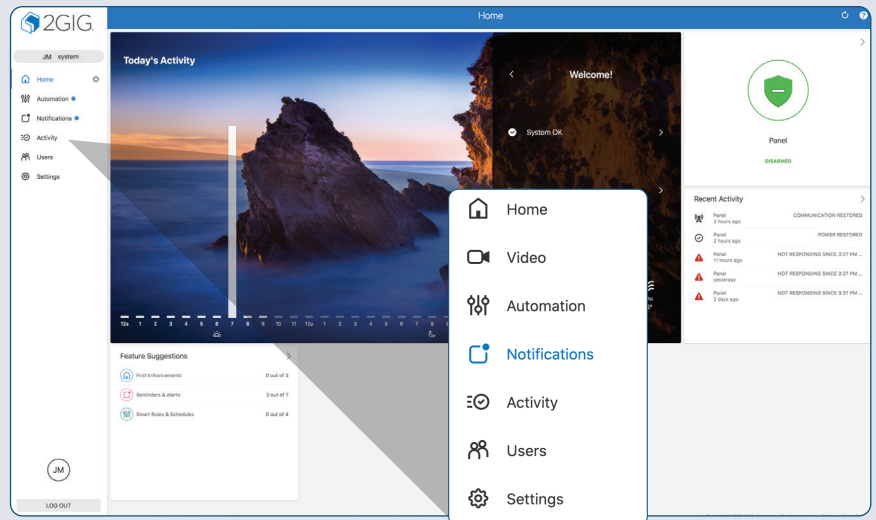 2GIG
Home
JM system
Home
Automation
Notifications
Activity
Users
Settings
JM
LOG OUT
Today's Activity
12a 1 2 3 4 5 6 7 8 9 10 11 12p 1 2 3 4 5 6 7 8
Welcome!
System OK
Panel
DISARMED
Recent Activity
Panel COMMUNICATION RESTORED
2 hours ago
Panel POWER RESTORED
2 hours ago
Panel NOT RESPONDING SINCE 3:27 PM ...
11 hours ago
Panel NOT RESPONDING SINCE 3:27 PM ...
yesterday
Panel NOT RESPONDING SINCE 3:27 PM ...
2 days ago
Feature Suggestions
First Enhancements 0 out of 3
Reminders & Alerts 3 out of 7
Smart Rules & Schedules 0 out of 4
Home
Video
Automation
Notifications
Activity
Users
Settings